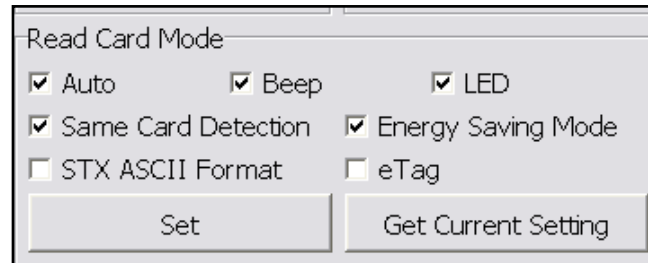 Read Card Mode
Auto Beep LED
Same Card Detection Energy Saving Mode
STX ASCII Format eTag
Set Get Current Setting